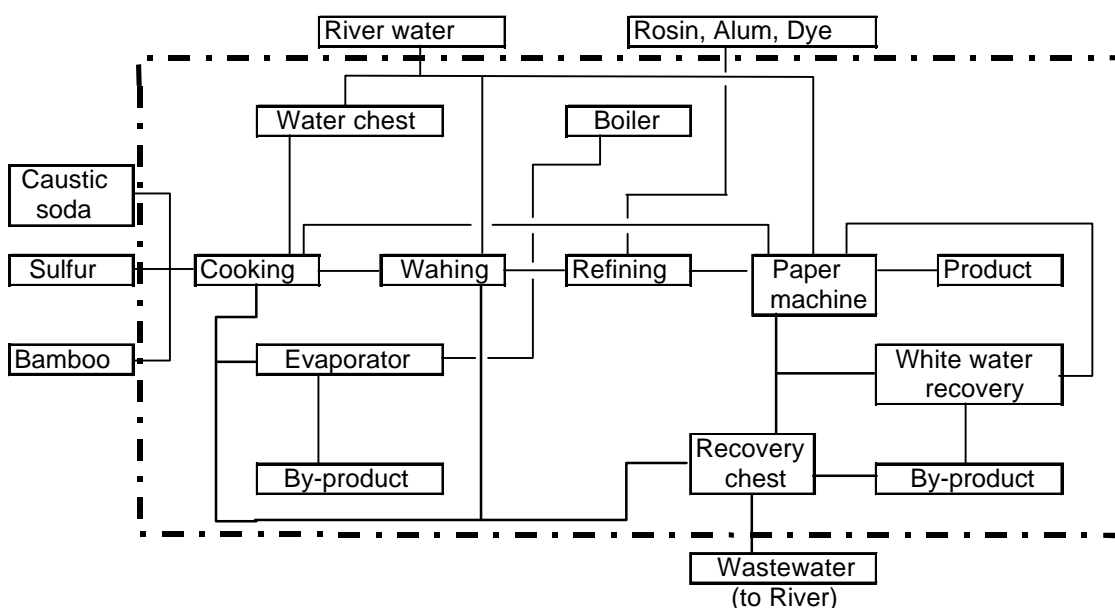 River water
Rosin, Alum, Dye
Water chest
Boiler
Caustic
soda
Sulfur
Cooking
Wahing
Refining
Paper
machine
Product
Bamboo
Evaporator
White water
recovery
By-product
Recovery
chest
By-product
Wastewater
(to River)